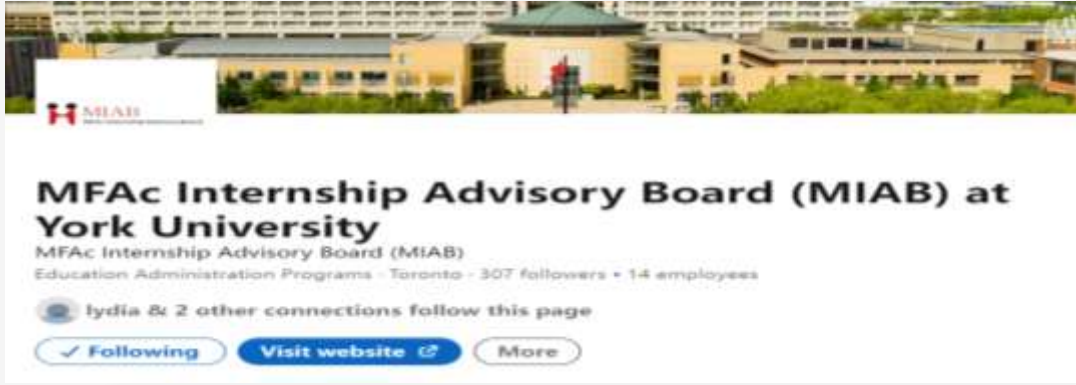 MIAB
MFAc Internship Advisory Board (MIAB) at
York University
MFAc Internship Advisory Board (MIAB)
Education Administration Programs · Toronto · 307 followers • 14 employees
lydia & 2 other connections follow this page
✓ Following
Visit website
More